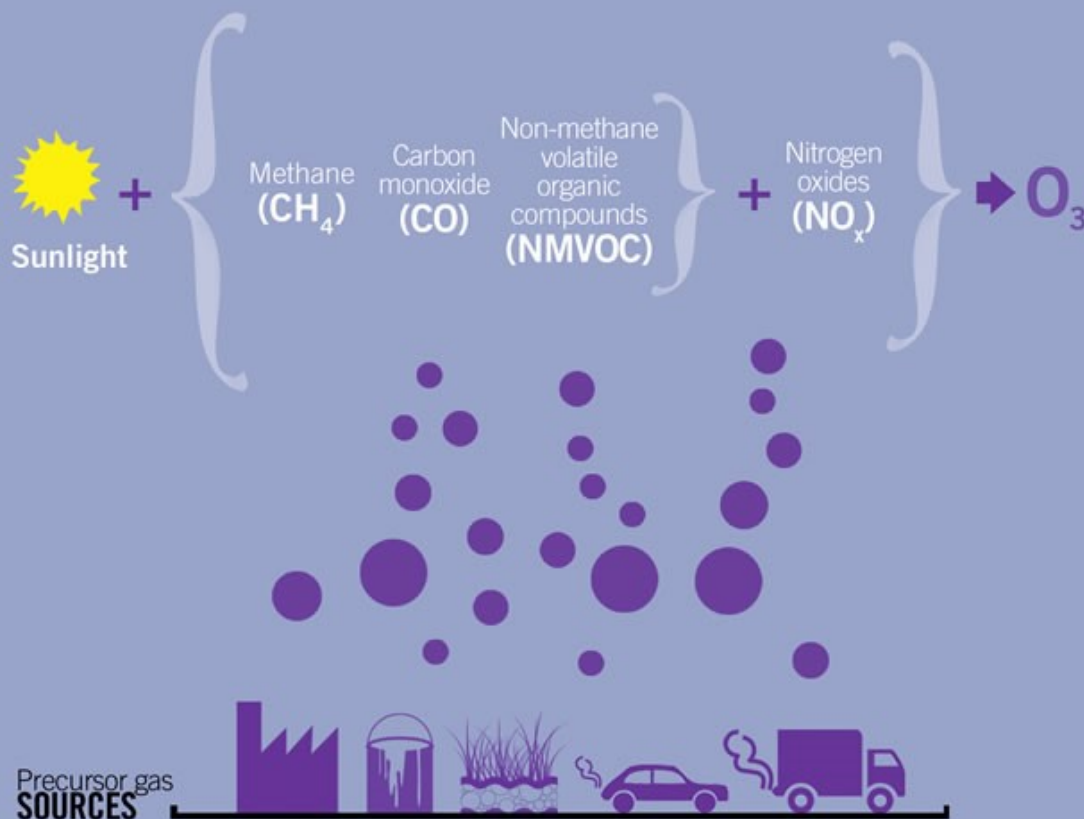 Sunlight
+
Methane
(CH₄)
Carbon
monoxide
(CO)
Non-methane
volatile
organic
compounds
(NMVOC)
+
Nitrogen
oxides
(NOₓ)
O₃
Precursor gas
SOURCES